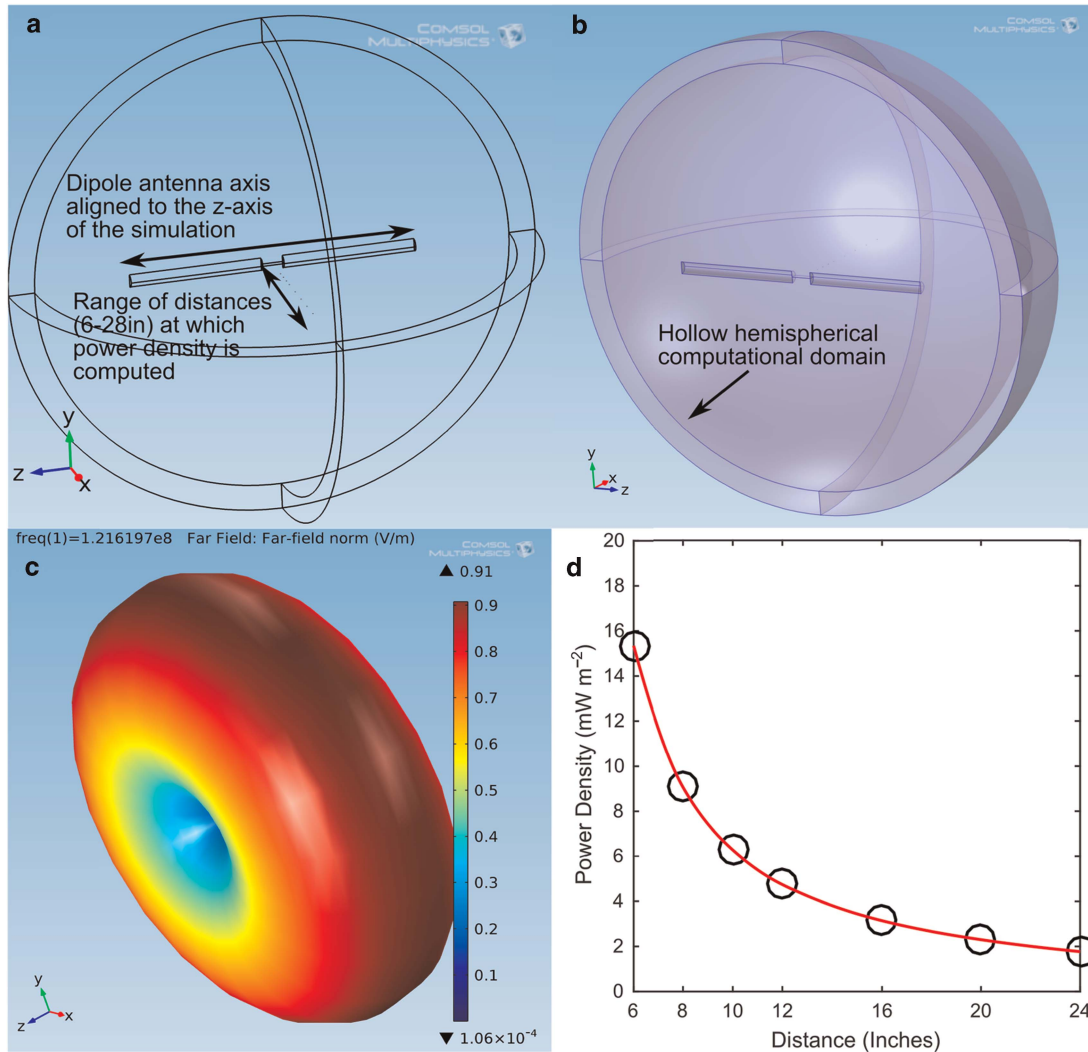 a
COMSOL
MULTIPHYSICS
Dipole antenna axis
aligned to the z-axis
of the simulation
Range of distances
(6-28in) at which
power density is
computed
y
z
x
b
COMSOL
MULTIPHYSICS
Hollow hemispherical
computational domain
y
x
z
freq(1)=1.216197e8 Far Field: Far-field norm (V/m)
c
COMSOL
MULTIPHYSICS
▲ 0.91
0.9
0.8
0.7
0.6
0.5
0.4
0.3
0.2
0.1
▼ 1.06×10⁻⁴
y
z
x
d
Power Density (mW m⁻²)
20
18
16
14
12
10
8
6
4
2
0
6 8 10 12 16 20 24
Distance (Inches)